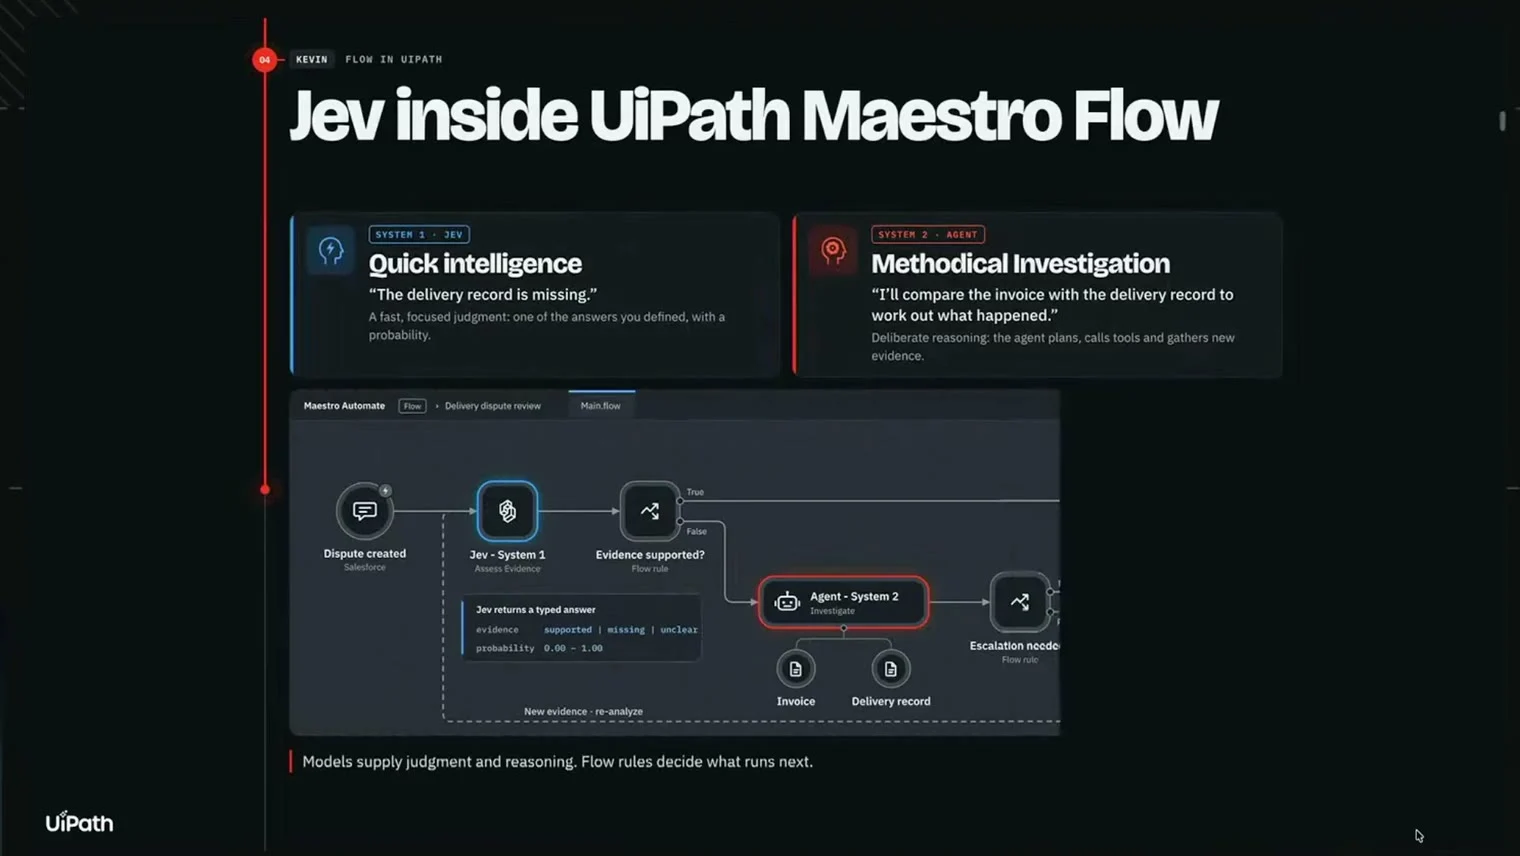 04 KEVIN FLOW IN UIPATH
Jev inside UiPath Maestro Flow
SYSTEM 1 · JEV
Quick intelligence
“The delivery record is missing.”
A fast, focused judgment: one of the answers you defined, with a
probability.
SYSTEM 2 · AGENT
Methodical Investigation
“I’ll compare the invoice with the delivery record to
work out what happened.”
Deliberate reasoning: the agent plans, calls tools and gathers new
evidence.
Maestro Automate Flow › Delivery dispute review Main.flow
Dispute created
Salesforce
Jev - System 1
Assess Evidence
Evidence supported?
Flow rule
True
False
Jev returns a typed answer
evidence supported | missing | unclear
probability 0.00 – 1.00
Agent - System 2
Investigate
Invoice
Delivery record
Escalation neede
Flow rule
New evidence · re-analyze
Models supply judgment and reasoning. Flow rules decide what runs next.
UiPath